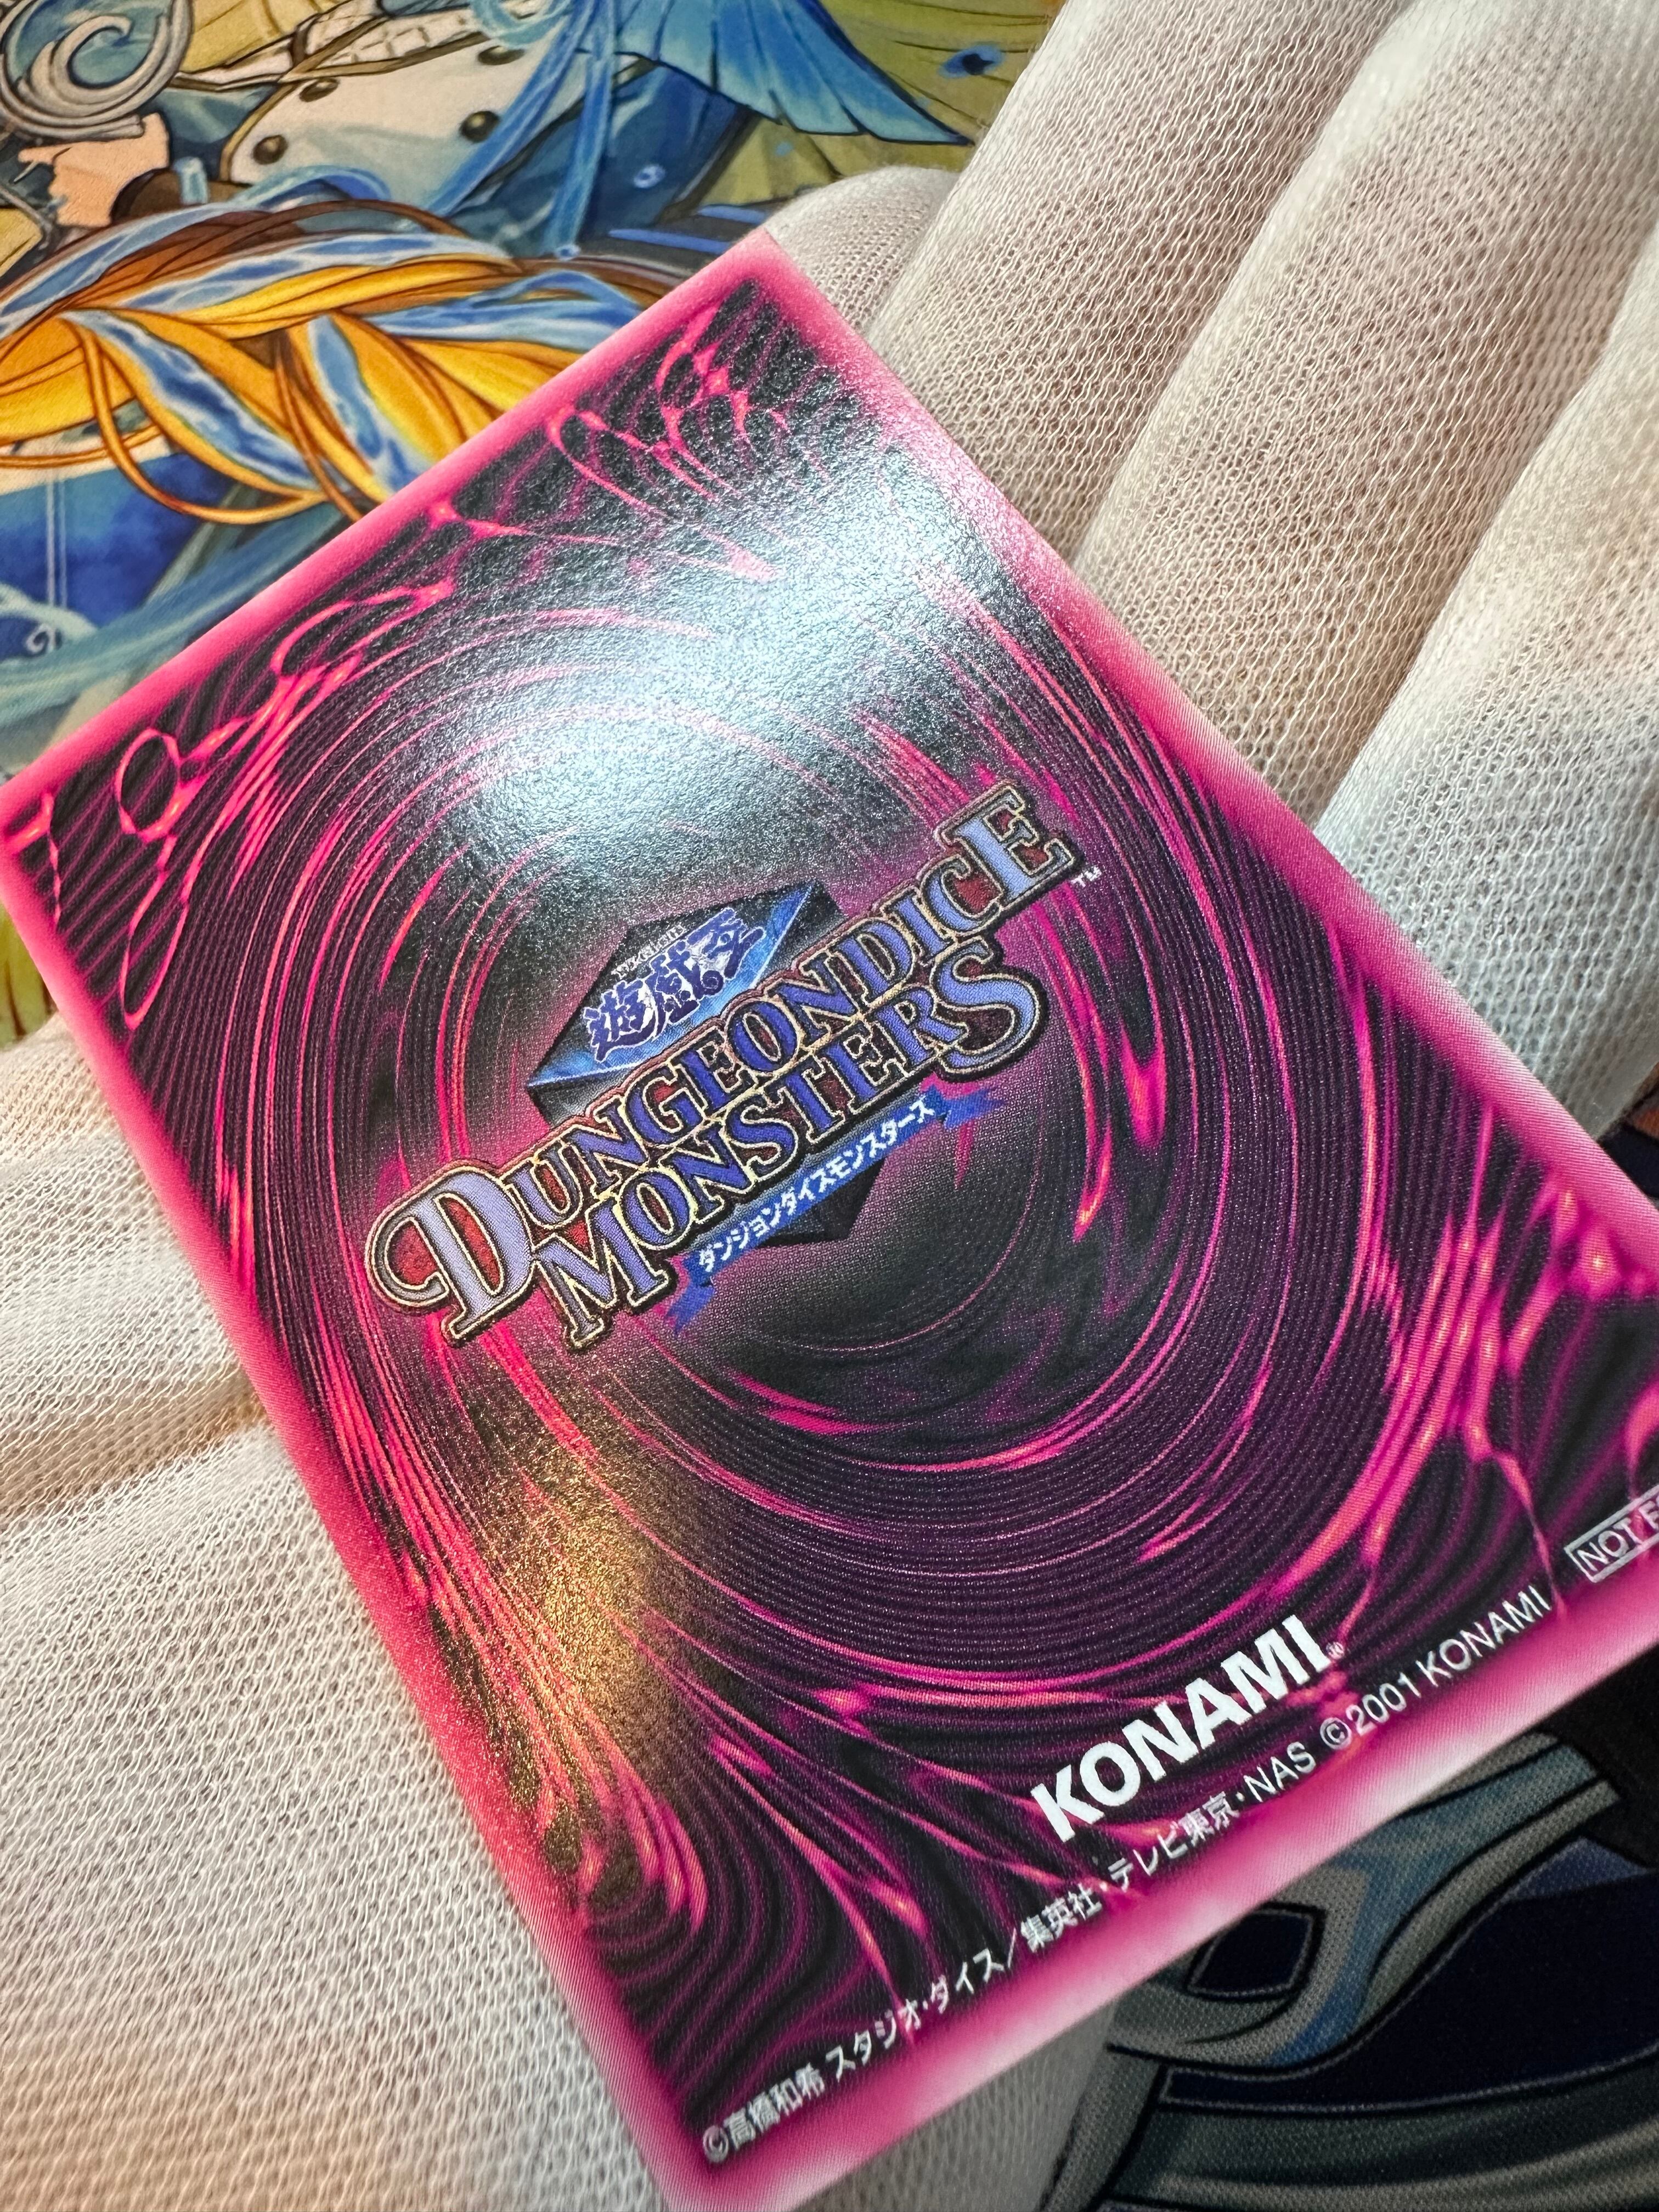 遊戯王
DUNGEONDICE
MONSTERS™
ダンジョンダイスモンスターズ
NOT F
KONAMI
©高橋和希 スタジオ・ダイス／集英社・テレビ東京・NAS ©2001 KONAMI